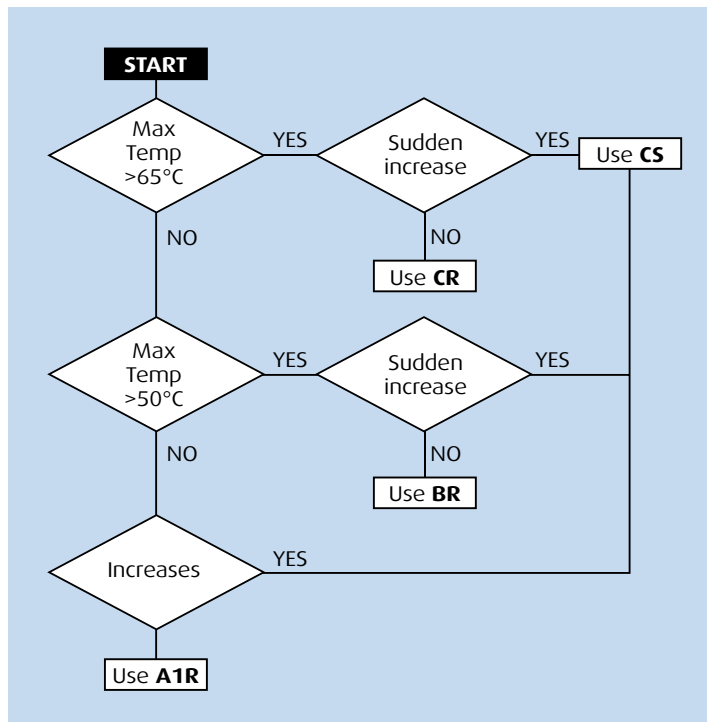 START
Max
Temp
>65°C
YES
Sudden
increase
YES
Use CS
NO
NO
Use CR
Max
Temp
>50°C
YES
Sudden
increase
YES
NO
NO
Use BR
Increases
YES
Use A1R